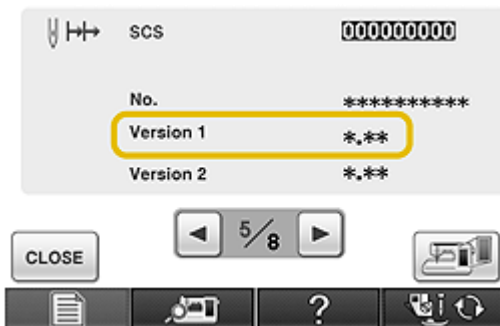 SCS 000000000
No. **********
Version 1 *.**
Version 2 *.**
5/8
CLOSE
?